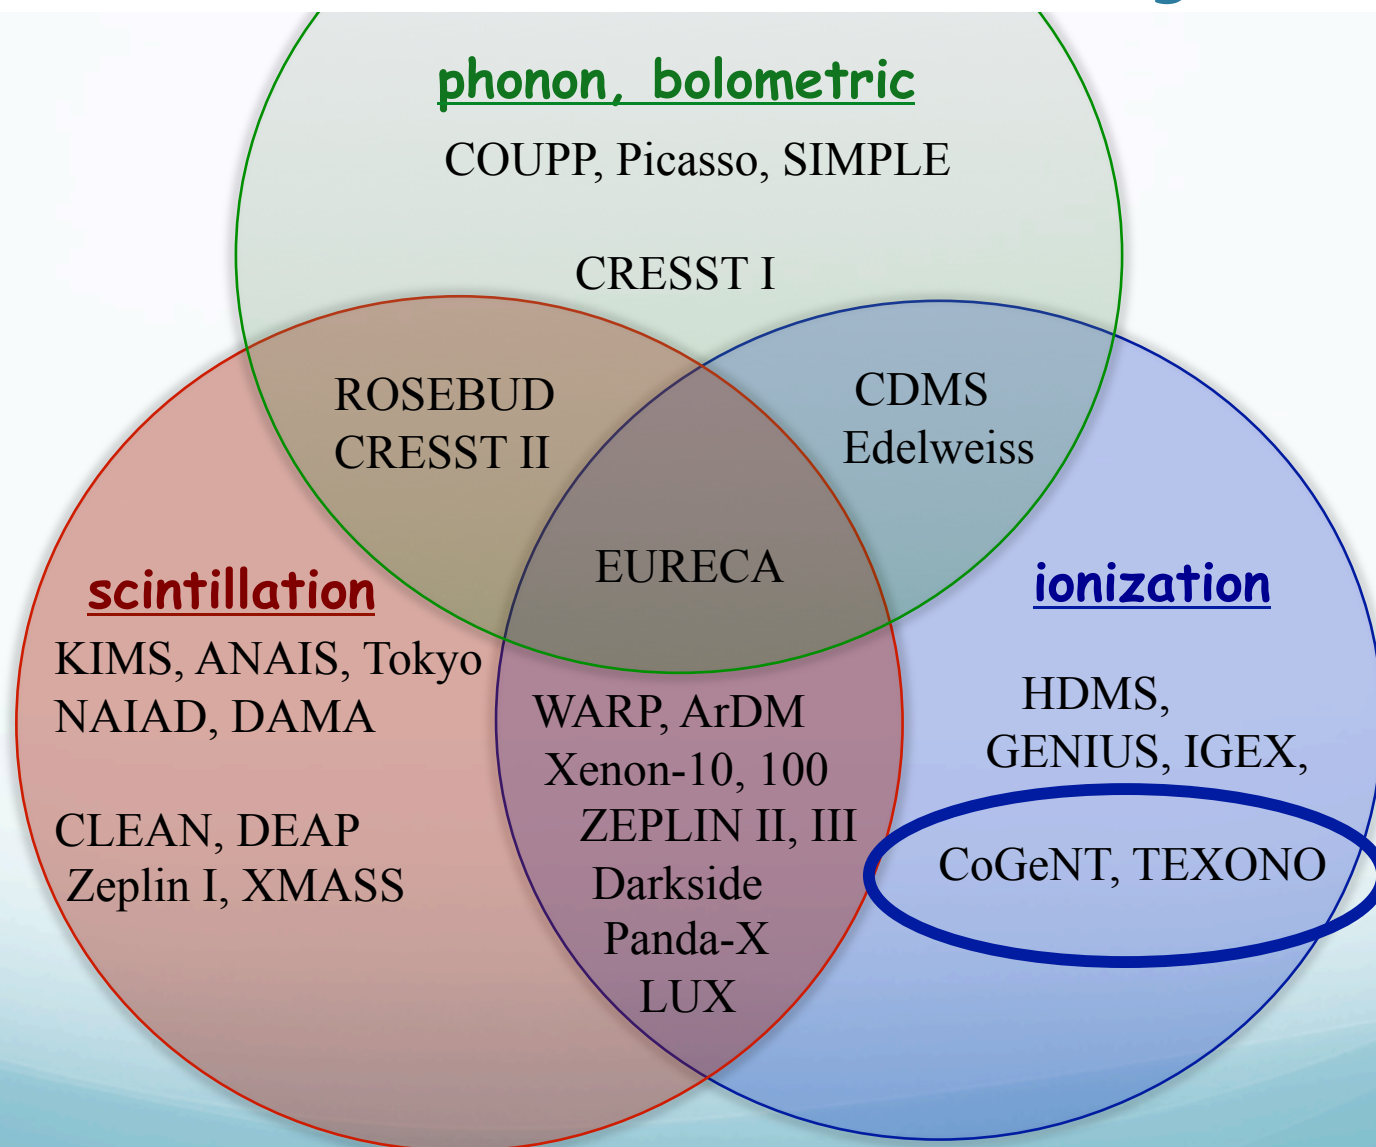 phonon, bolometric
COUPP, Picasso, SIMPLE
CRESST I
ROSEBUD
CRESST II
CDMS
Edelweiss
EURECA
scintillation
KIMS, ANAIS, Tokyo
NAIAD, DAMA
CLEAN, DEAP
Zeplin I, XMASS
WARP, ArDM
Xenon-10, 100
ZEPLIN II, III
Darkside
Panda-X
LUX
ionization
HDMS,
GENIUS, IGEX,
CoGeNT, TEXONO